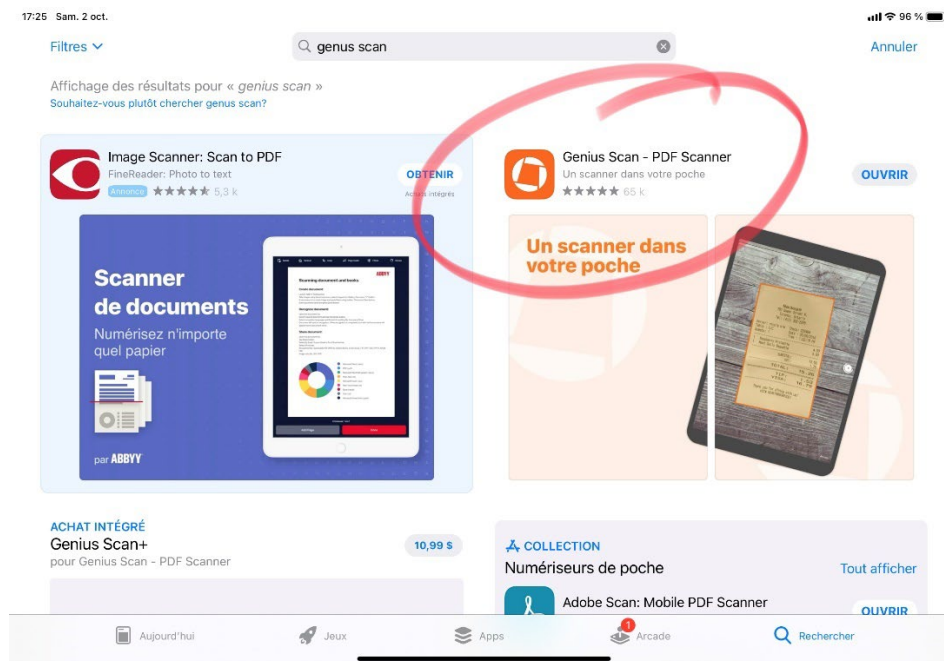 17:25 Sam. 2 oct.
96 %
Filtres
genus scan
Annuler
Affichage des résultats pour « genius scan »
Souhaitez-vous plutôt chercher genus scan?
Image Scanner: Scan to PDF
FineReader: Photo to text
Annonce 5,3 k
OBTENIR
Achats intégrés
Genius Scan - PDF Scanner
Un scanner dans votre poche
65 k
OUVRIR
Scanner
de documents
Numérisez n'importe
quel papier
par ABBYY
ABBYY
Un scanner dans
votre poche
ACHAT INTÉGRÉ
Genius Scan+
pour Genius Scan - PDF Scanner
10,99 $
COLLECTION
Numériseurs de poche
Tout afficher
Adobe Scan: Mobile PDF Scanner
OUVRIR
Aujourd'hui
Jeux
Apps
1
Arcade
Rechercher